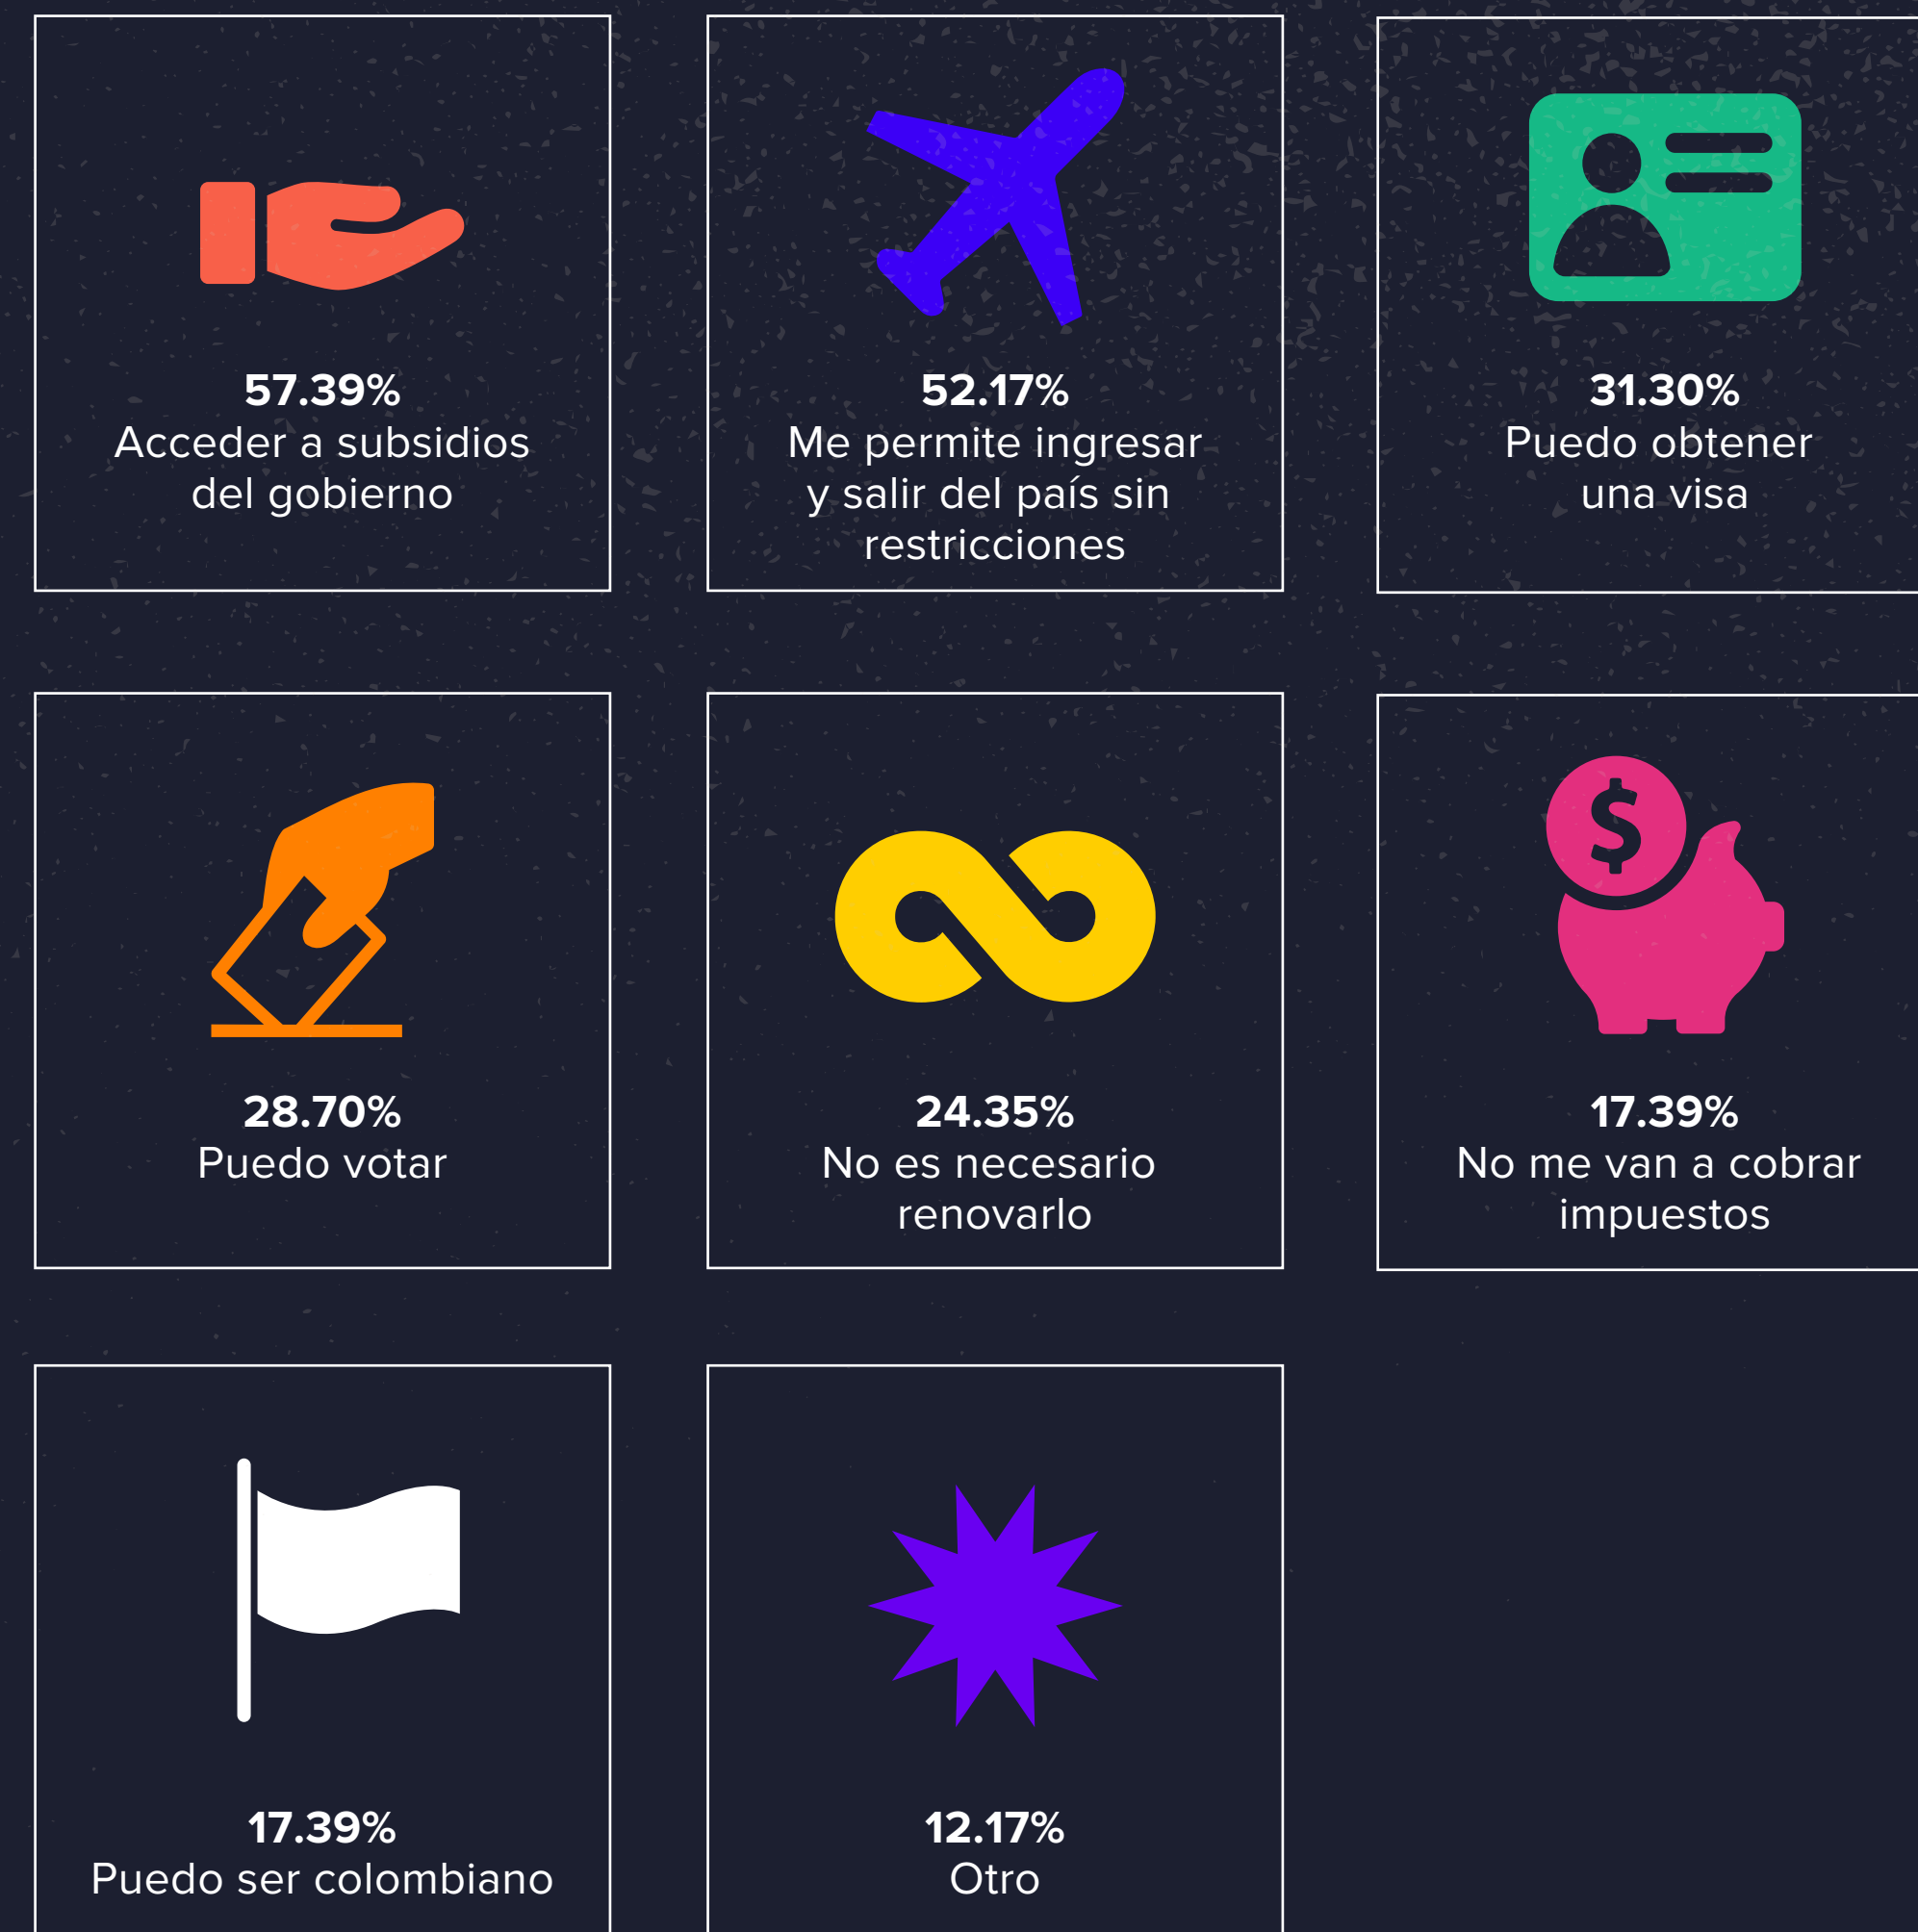 57.39%
Acceder a subsidios
del gobierno
52.17%
Me permite ingresar
y salir del país sin
restricciones
31.30%
Puedo obtener
una visa
28.70%
Puedo votar
24.35%
No es necesario
renovarlo
17.39%
No me van a cobrar
impuestos
17.39%
Puedo ser colombiano
12.17%
Otro